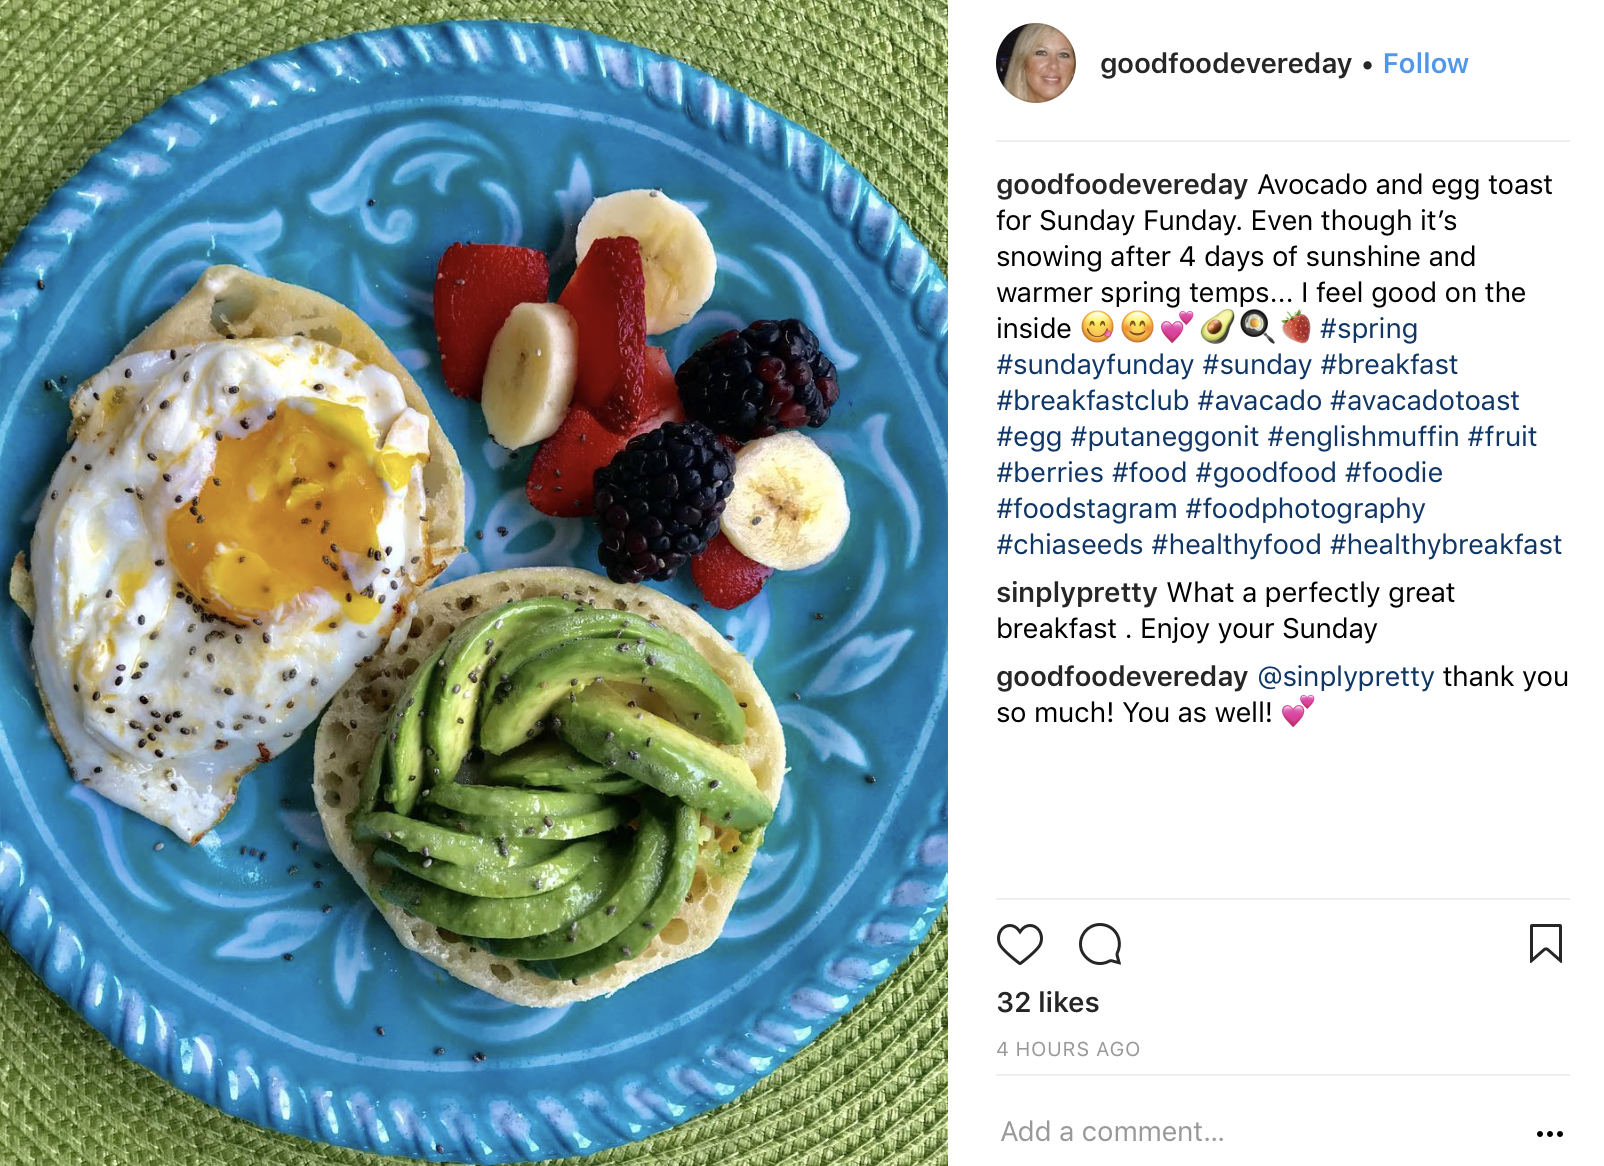 goodfoodevereday • Follow
goodfoodevereday Avocado and egg toast
for Sunday Funday. Even though it’s
snowing after 4 days of sunshine and
warmer spring temps... I feel good on the
inside 😋😊💕🥑🍳🍓 #spring
#sundayfunday #sunday #breakfast
#breakfastclub #avacado #avacadotoast
#egg #putaneggonit #englishmuffin #fruit
#berries #food #goodfood #foodie
#foodstagram #foodphotography
#chiaseeds #healthyfood #healthybreakfast
sinplypretty What a perfectly great
breakfast . Enjoy your Sunday
goodfoodevereday @sinplypretty thank you
so much! You as well! 💕
32 likes
4 HOURS AGO
Add a comment...